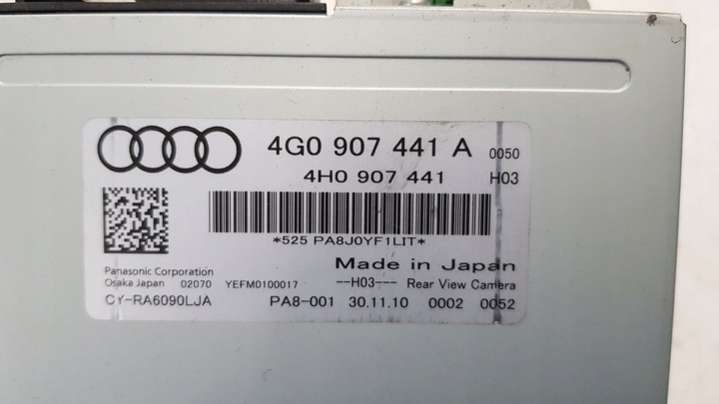 4G0 907 441 A 0050
4H0 907 441 H03
*525 PA8J0YF1LIT*
Made in Japan
Panasonic Corporation
Osaka Japan 02070 YEFM0100017 --H03--- Rear View Camera
CY-RA6090LJA PA8-001 30.11.10 0002 0052